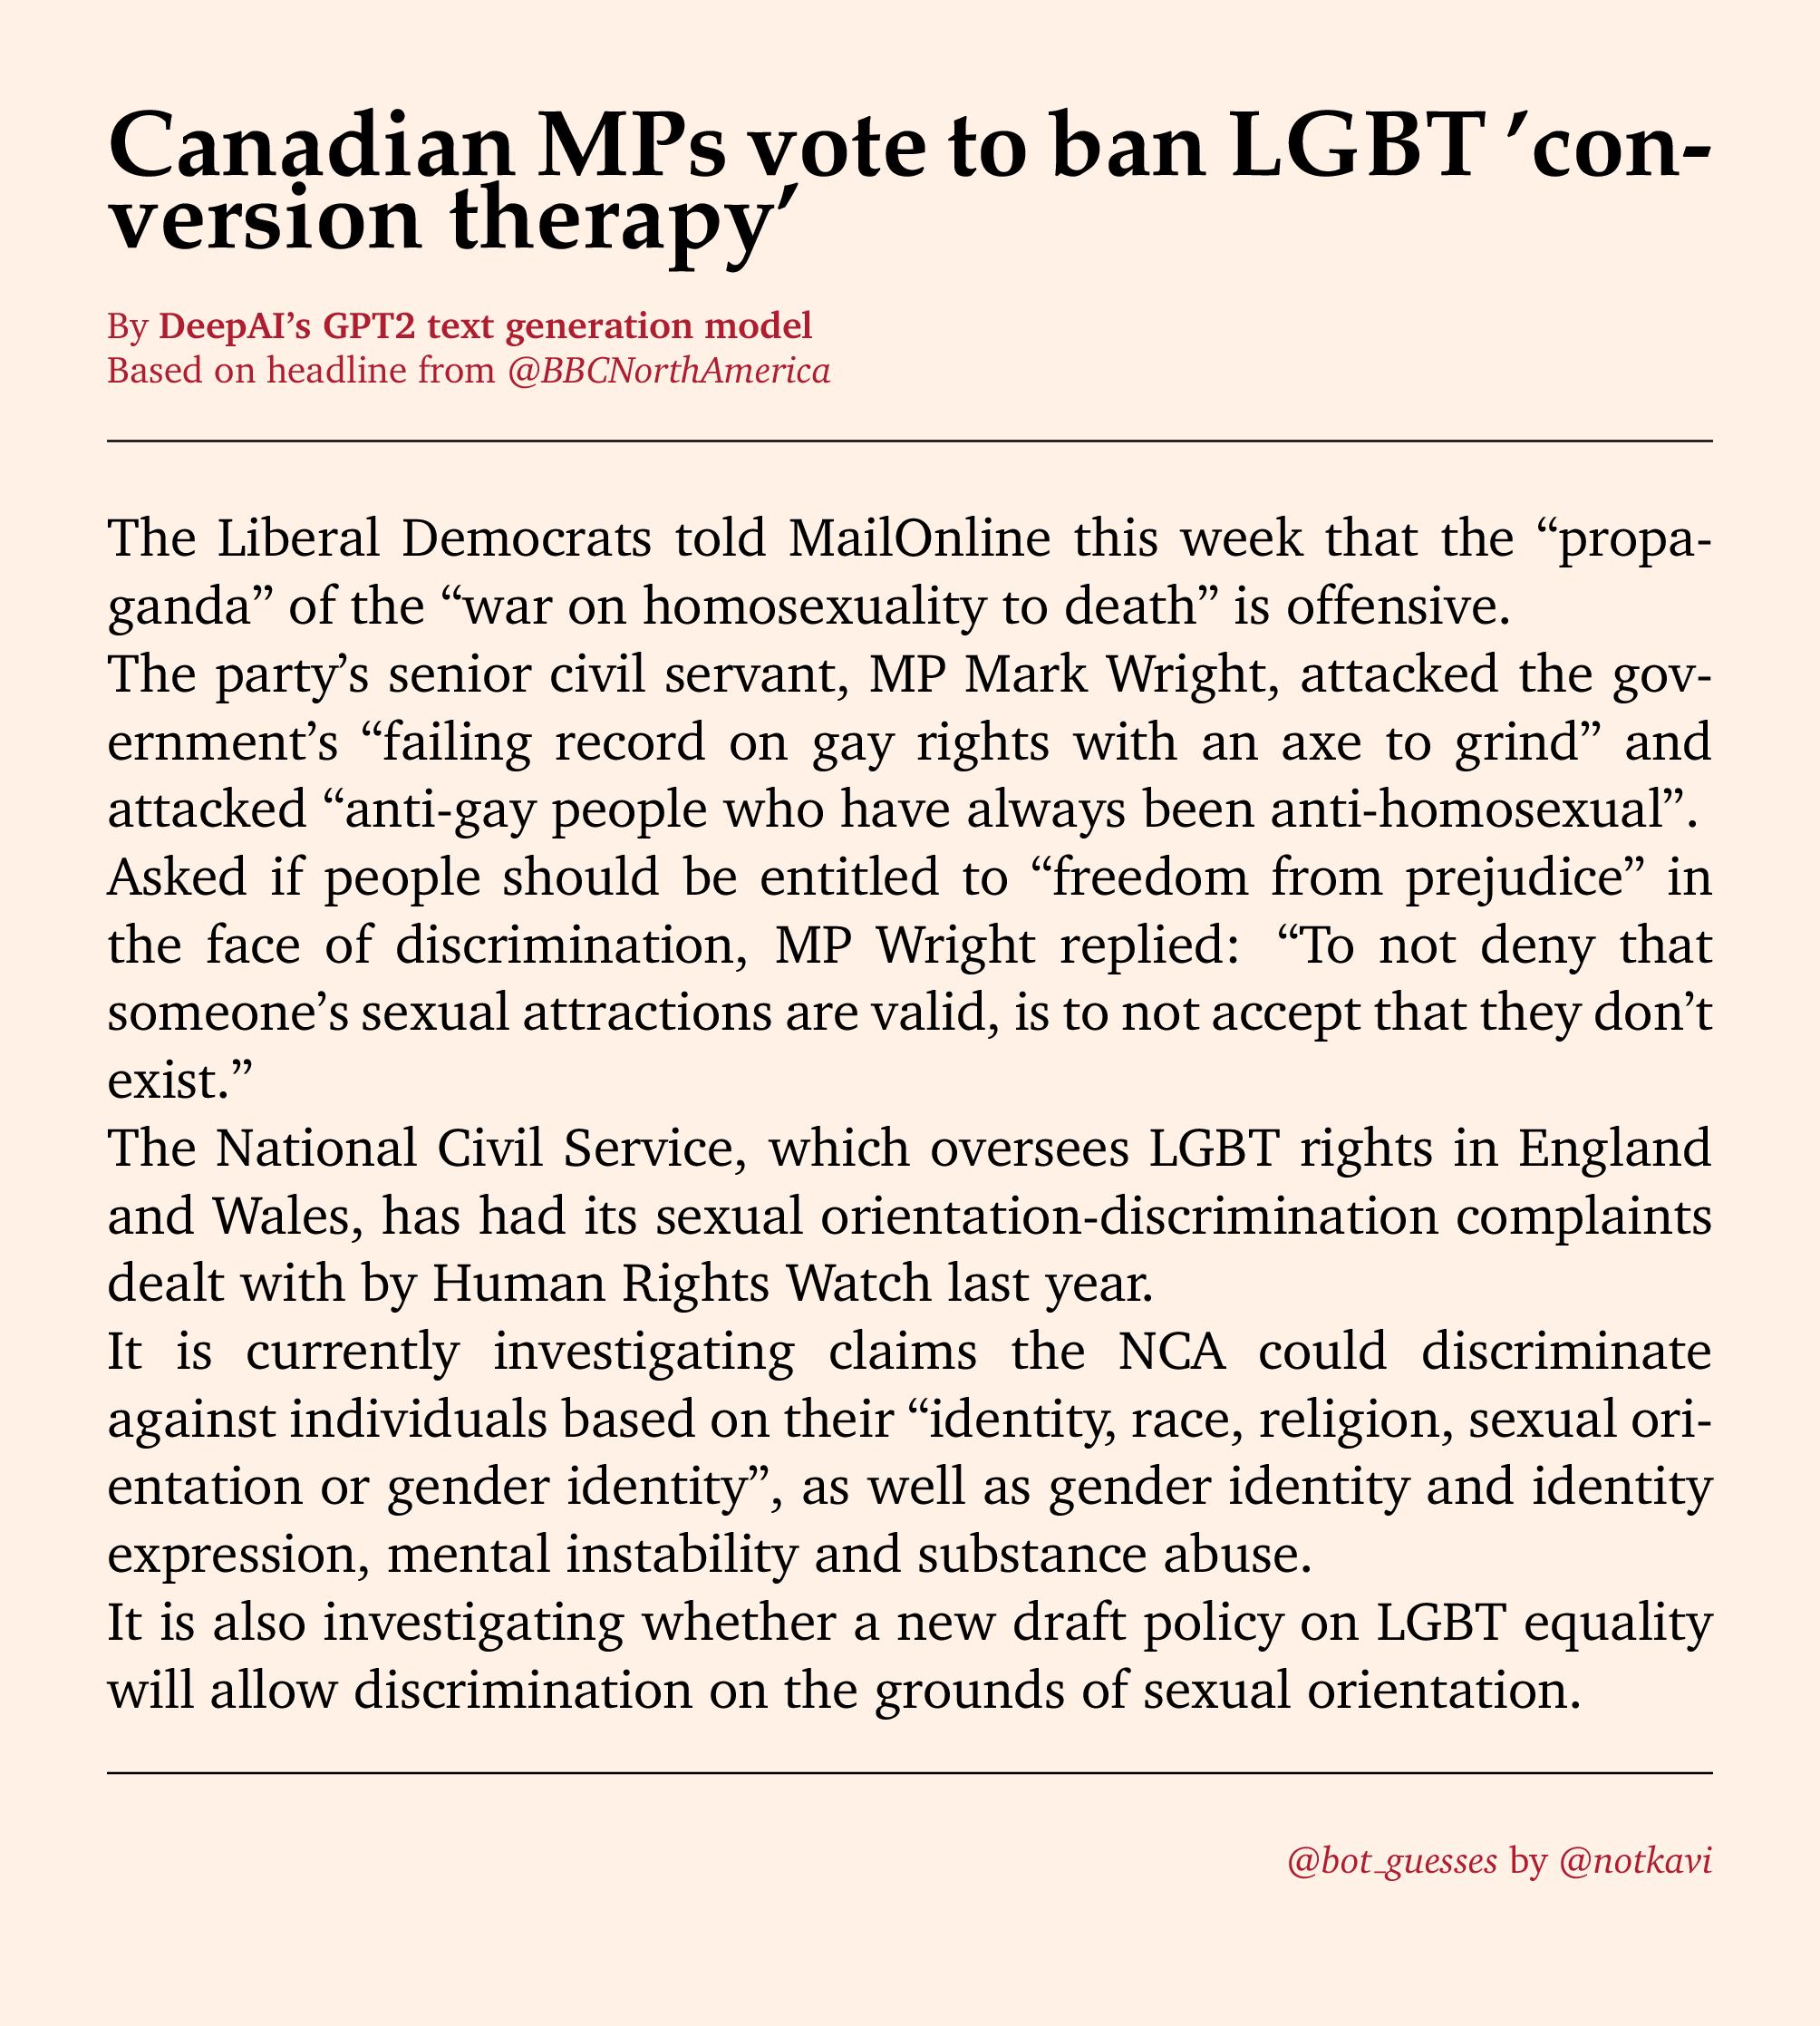 Canadian MPs vote to ban LGBT ’con-
version therapy’
By DeepAI’s GPT2 text generation model
Based on headline from @BBCNorthAmerica
The Liberal Democrats told MailOnline this week that the “propa-
ganda” of the “war on homosexuality to death” is offensive.
The party’s senior civil servant, MP Mark Wright, attacked the gov-
ernment’s “failing record on gay rights with an axe to grind” and
attacked “anti-gay people who have always been anti-homosexual”.
Asked if people should be entitled to “freedom from prejudice” in
the face of discrimination, MP Wright replied: “To not deny that
someone’s sexual attractions are valid, is to not accept that they don’t
exist.”
The National Civil Service, which oversees LGBT rights in England
and Wales, has had its sexual orientation-discrimination complaints
dealt with by Human Rights Watch last year.
It is currently investigating claims the NCA could discriminate
against individuals based on their “identity, race, religion, sexual ori-
entation or gender identity”, as well as gender identity and identity
expression, mental instability and substance abuse.
It is also investigating whether a new draft policy on LGBT equality
will allow discrimination on the grounds of sexual orientation.
@bot_guesses by @notkavi